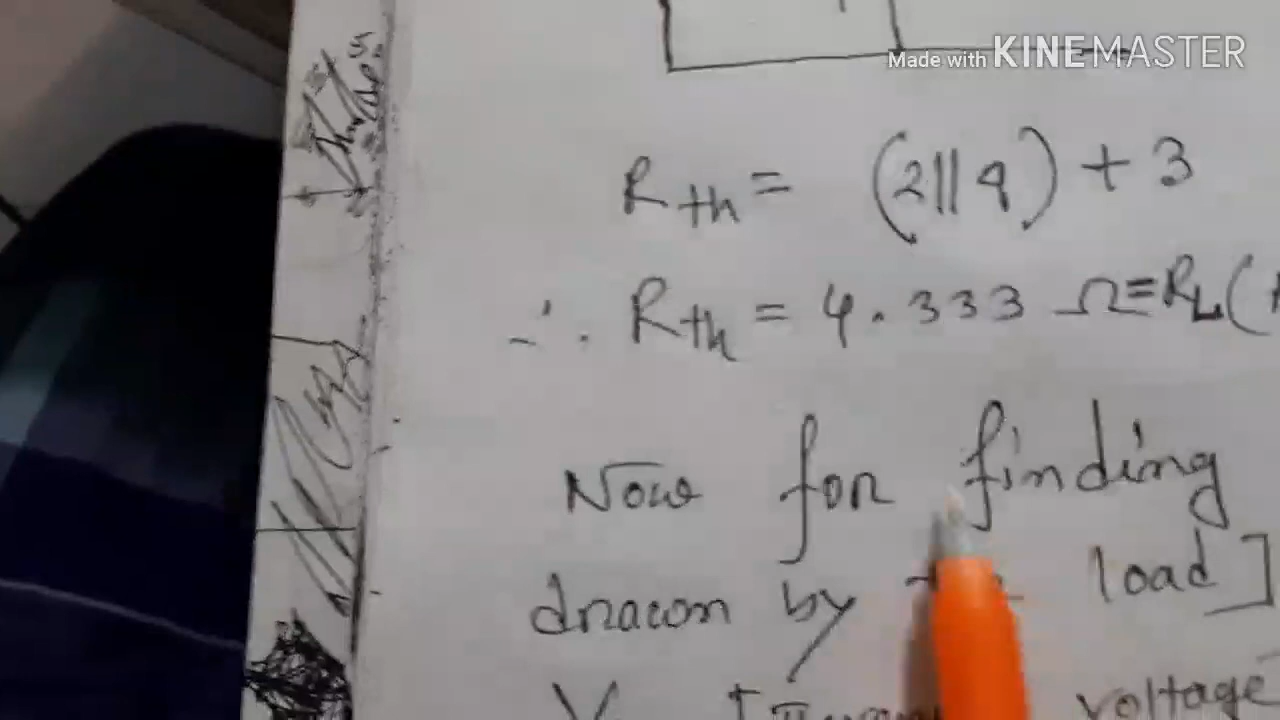 Made with KINEMASTER
Rth = (2||4) + 3
∴ Rth = 4.333 Ω = RL (
Now for finding
drawn by load]
voltage